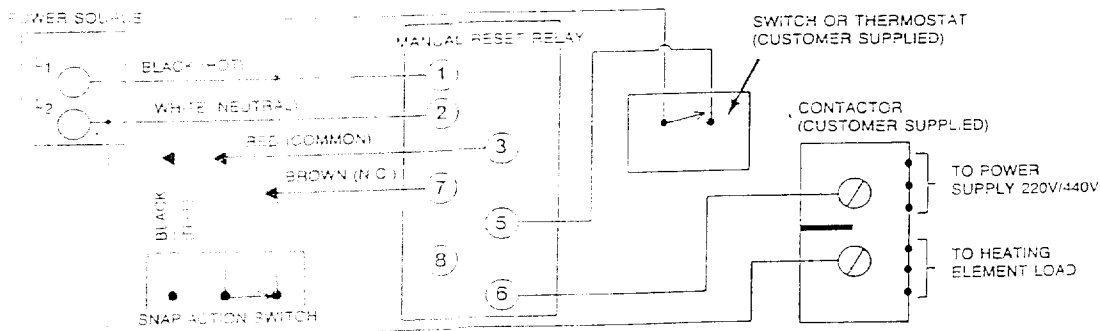 POWER SOURCE
MANUAL RESET RELAY
SWITCH OR THERMOSTAT
(CUSTOMER SUPPLIED)
BLACK (HOT)
WHITE (NEUTRAL)
RED (COMMON)
BROWN (N.C.)
1
2
3
7
5
8
6
BLACK
SNAP ACTION SWITCH
CONTACTOR
(CUSTOMER SUPPLIED)
TO POWER
SUPPLY 220V/440V
TO HEATING
ELEMENT LOAD